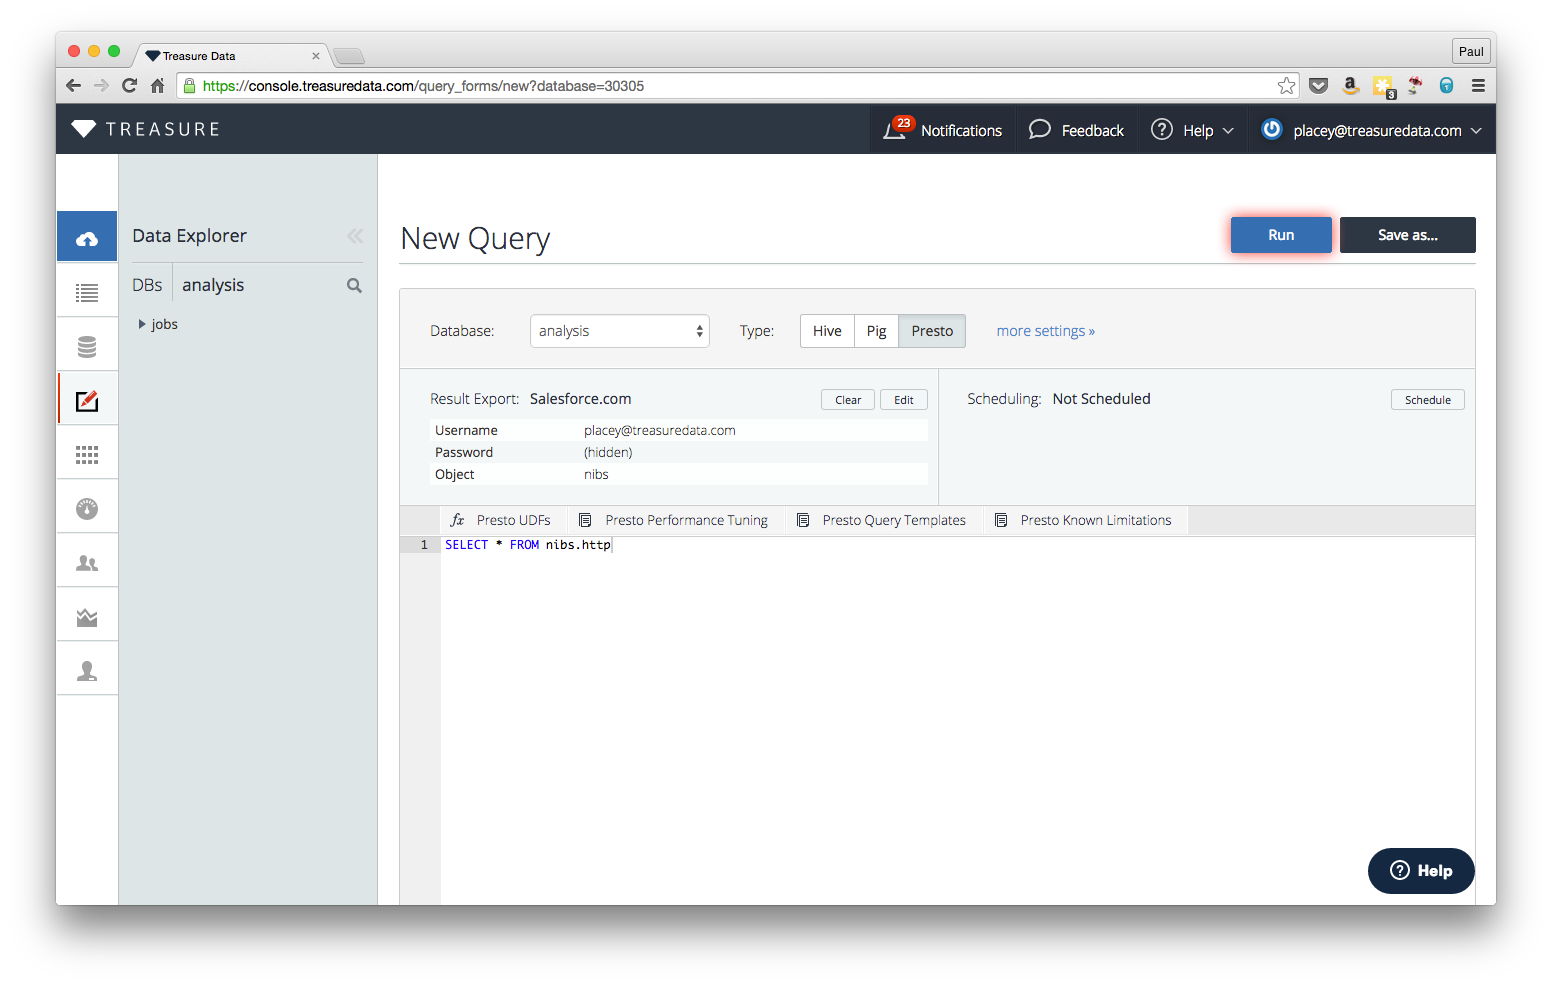 Treasure Data
Paul
https://console.treasuredata.com/query_forms/new?database=30305
3
TREASURE
23 Notifications Feedback Help placey@treasuredata.com
Data Explorer
DBs analysis
jobs
New Query
Run Save as...
Database: analysis Type: Hive Pig Presto more settings »
Result Export: Salesforce.com Clear Edit
Username placey@treasuredata.com
Password (hidden)
Object nibs
Scheduling: Not Scheduled Schedule
fx Presto UDFs Presto Performance Tuning Presto Query Templates Presto Known Limitations
1 SELECT * FROM nibs.http
Help